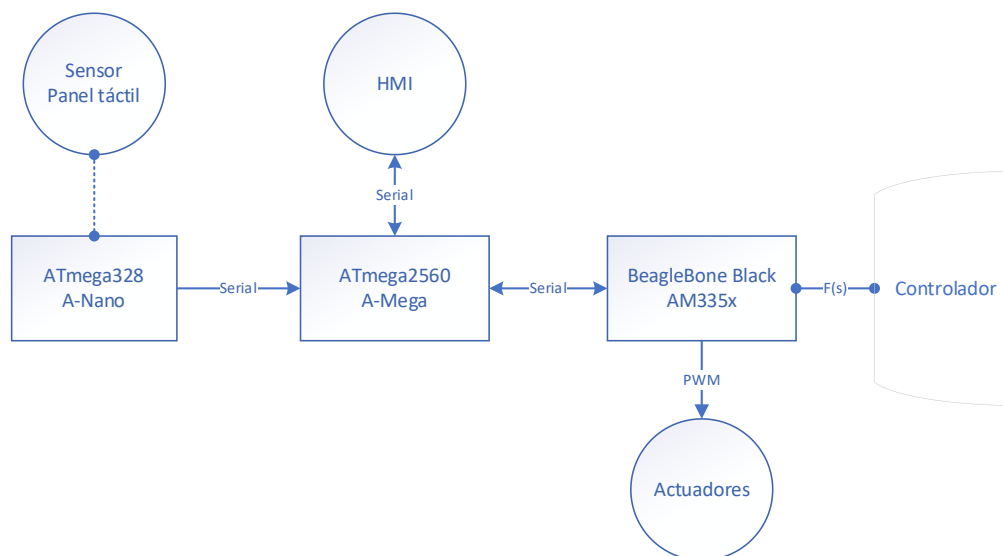 Sensor
Panel táctil
HMI
Serial
ATmega328
A-Nano
Serial
ATmega2560
A-Mega
Serial
BeagleBone Black
AM335x
F(s)
Controlador
PWM
Actuadores